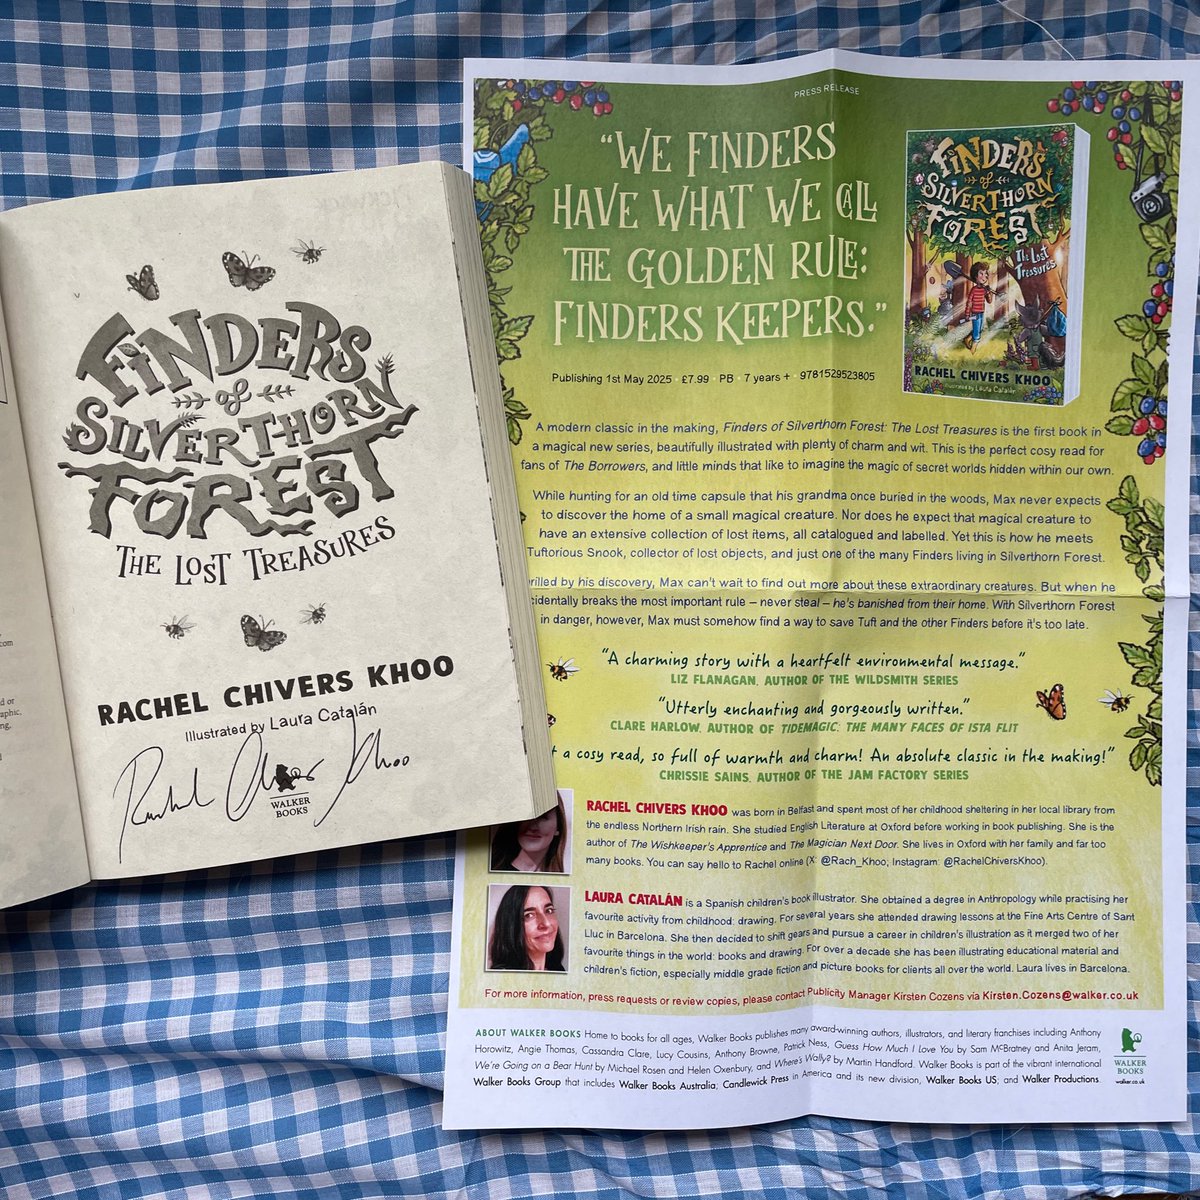 FINDERS
of
SILVERTHORN
FOREST
THE LOST TREASURES
RACHEL CHIVERS KHOO
Illustrated by Laura Catalán
Rachel Chivers Khoo
WALKER
BOOKS
.com
d or
graphic,
ing,
d
PRESS RELEASE
“WE FINDERS
HAVE WHAT WE CALL
THE GOLDEN RULE:
FINDERS KEEPERS.”
FINDERS
of
SILVERTHORN
FOREST
The Lost
Treasures
RACHEL CHIVERS KHOO
Illustrated by Laura Catalán
Publishing 1st May 2025 · £7.99 · PB · 7 years + · 9781529523805
A modern classic in the making, Finders of Silverthorn Forest: The Lost Treasures is the first book in
a magical new series, beautifully illustrated with plenty of charm and wit. This is the perfect cosy read for
fans of The Borrowers, and little minds that like to imagine the magic of secret worlds hidden within our own.
While hunting for an old time capsule that his grandma once buried in the woods, Max never expects
to discover the home of a small magical creature. Nor does he expect that magical creature to
have an extensive collection of lost items, all catalogued and labelled. Yet this is how he meets
Tuftorious Snook, collector of lost objects, and just one of the many Finders living in Silverthorn Forest.
rilled by his discovery, Max can't wait to find out more about these extraordinary creatures. But when he
cidentally breaks the most important rule – never steal – he's banished from their home. With Silverthorn Forest
in danger, however, Max must somehow find a way to save Tuft and the other Finders before it's too late.
“A charming story with a heartfelt environmental message.”
LIZ FLANAGAN, AUTHOR OF THE WILDSMITH SERIES
“Utterly enchanting and gorgeously written.”
CLARE HARLOW, AUTHOR OF TIDEMAGIC: THE MANY FACES OF ISTA FLIT
t a cosy read, so full of warmth and charm! An absolute classic in the making!”
CHRISSIE SAINS, AUTHOR OF THE JAM FACTORY SERIES
RACHEL CHIVERS KHOO was born in Belfast and spent most of her childhood sheltering in her local library from
the endless Northern Irish rain. She studied English Literature at Oxford before working in book publishing. She is the
author of The Wishkeeper's Apprentice and The Magician Next Door. She lives in Oxford with her family and far too
many books. You can say hello to Rachel online (X: @Rach_Khoo; Instagram: @RachelChiversKhoo).
LAURA CATALÁN is a Spanish children's book illustrator. She obtained a degree in Anthropology while practising her
favourite activity from childhood: drawing. For several years she attended drawing lessons at the Fine Arts Centre of Sant
Lluc in Barcelona. She then decided to shift gears and pursue a career in children's illustration as it merged two of her
favourite things in the world: books and drawing. For over a decade she has been illustrating educational material and
children's fiction, especially middle grade fiction and picture books for clients all over the world. Laura lives in Barcelona.
For more information, press requests or review copies, please contact Publicity Manager Kirsten Cozens via Kirsten.Cozens@walker.co.uk
ABOUT WALKER BOOKS Home to books for all ages, Walker Books publishes many award-winning authors, illustrators, and literary franchises including Anthony
Horowitz, Angie Thomas, Cassandra Clare, Lucy Cousins, Anthony Browne, Patrick Ness, Guess How Much I Love You by Sam McBratney and Anita Jeram,
We're Going on a Bear Hunt by Michael Rosen and Helen Oxenbury, and Where's Wally? by Martin Handford. Walker Books is part of the vibrant international
Walker Books Group that includes Walker Books Australia; Candlewick Press in America and its new division, Walker Books US; and Walker Productions.
WALKER
BOOKS
walker.co.uk